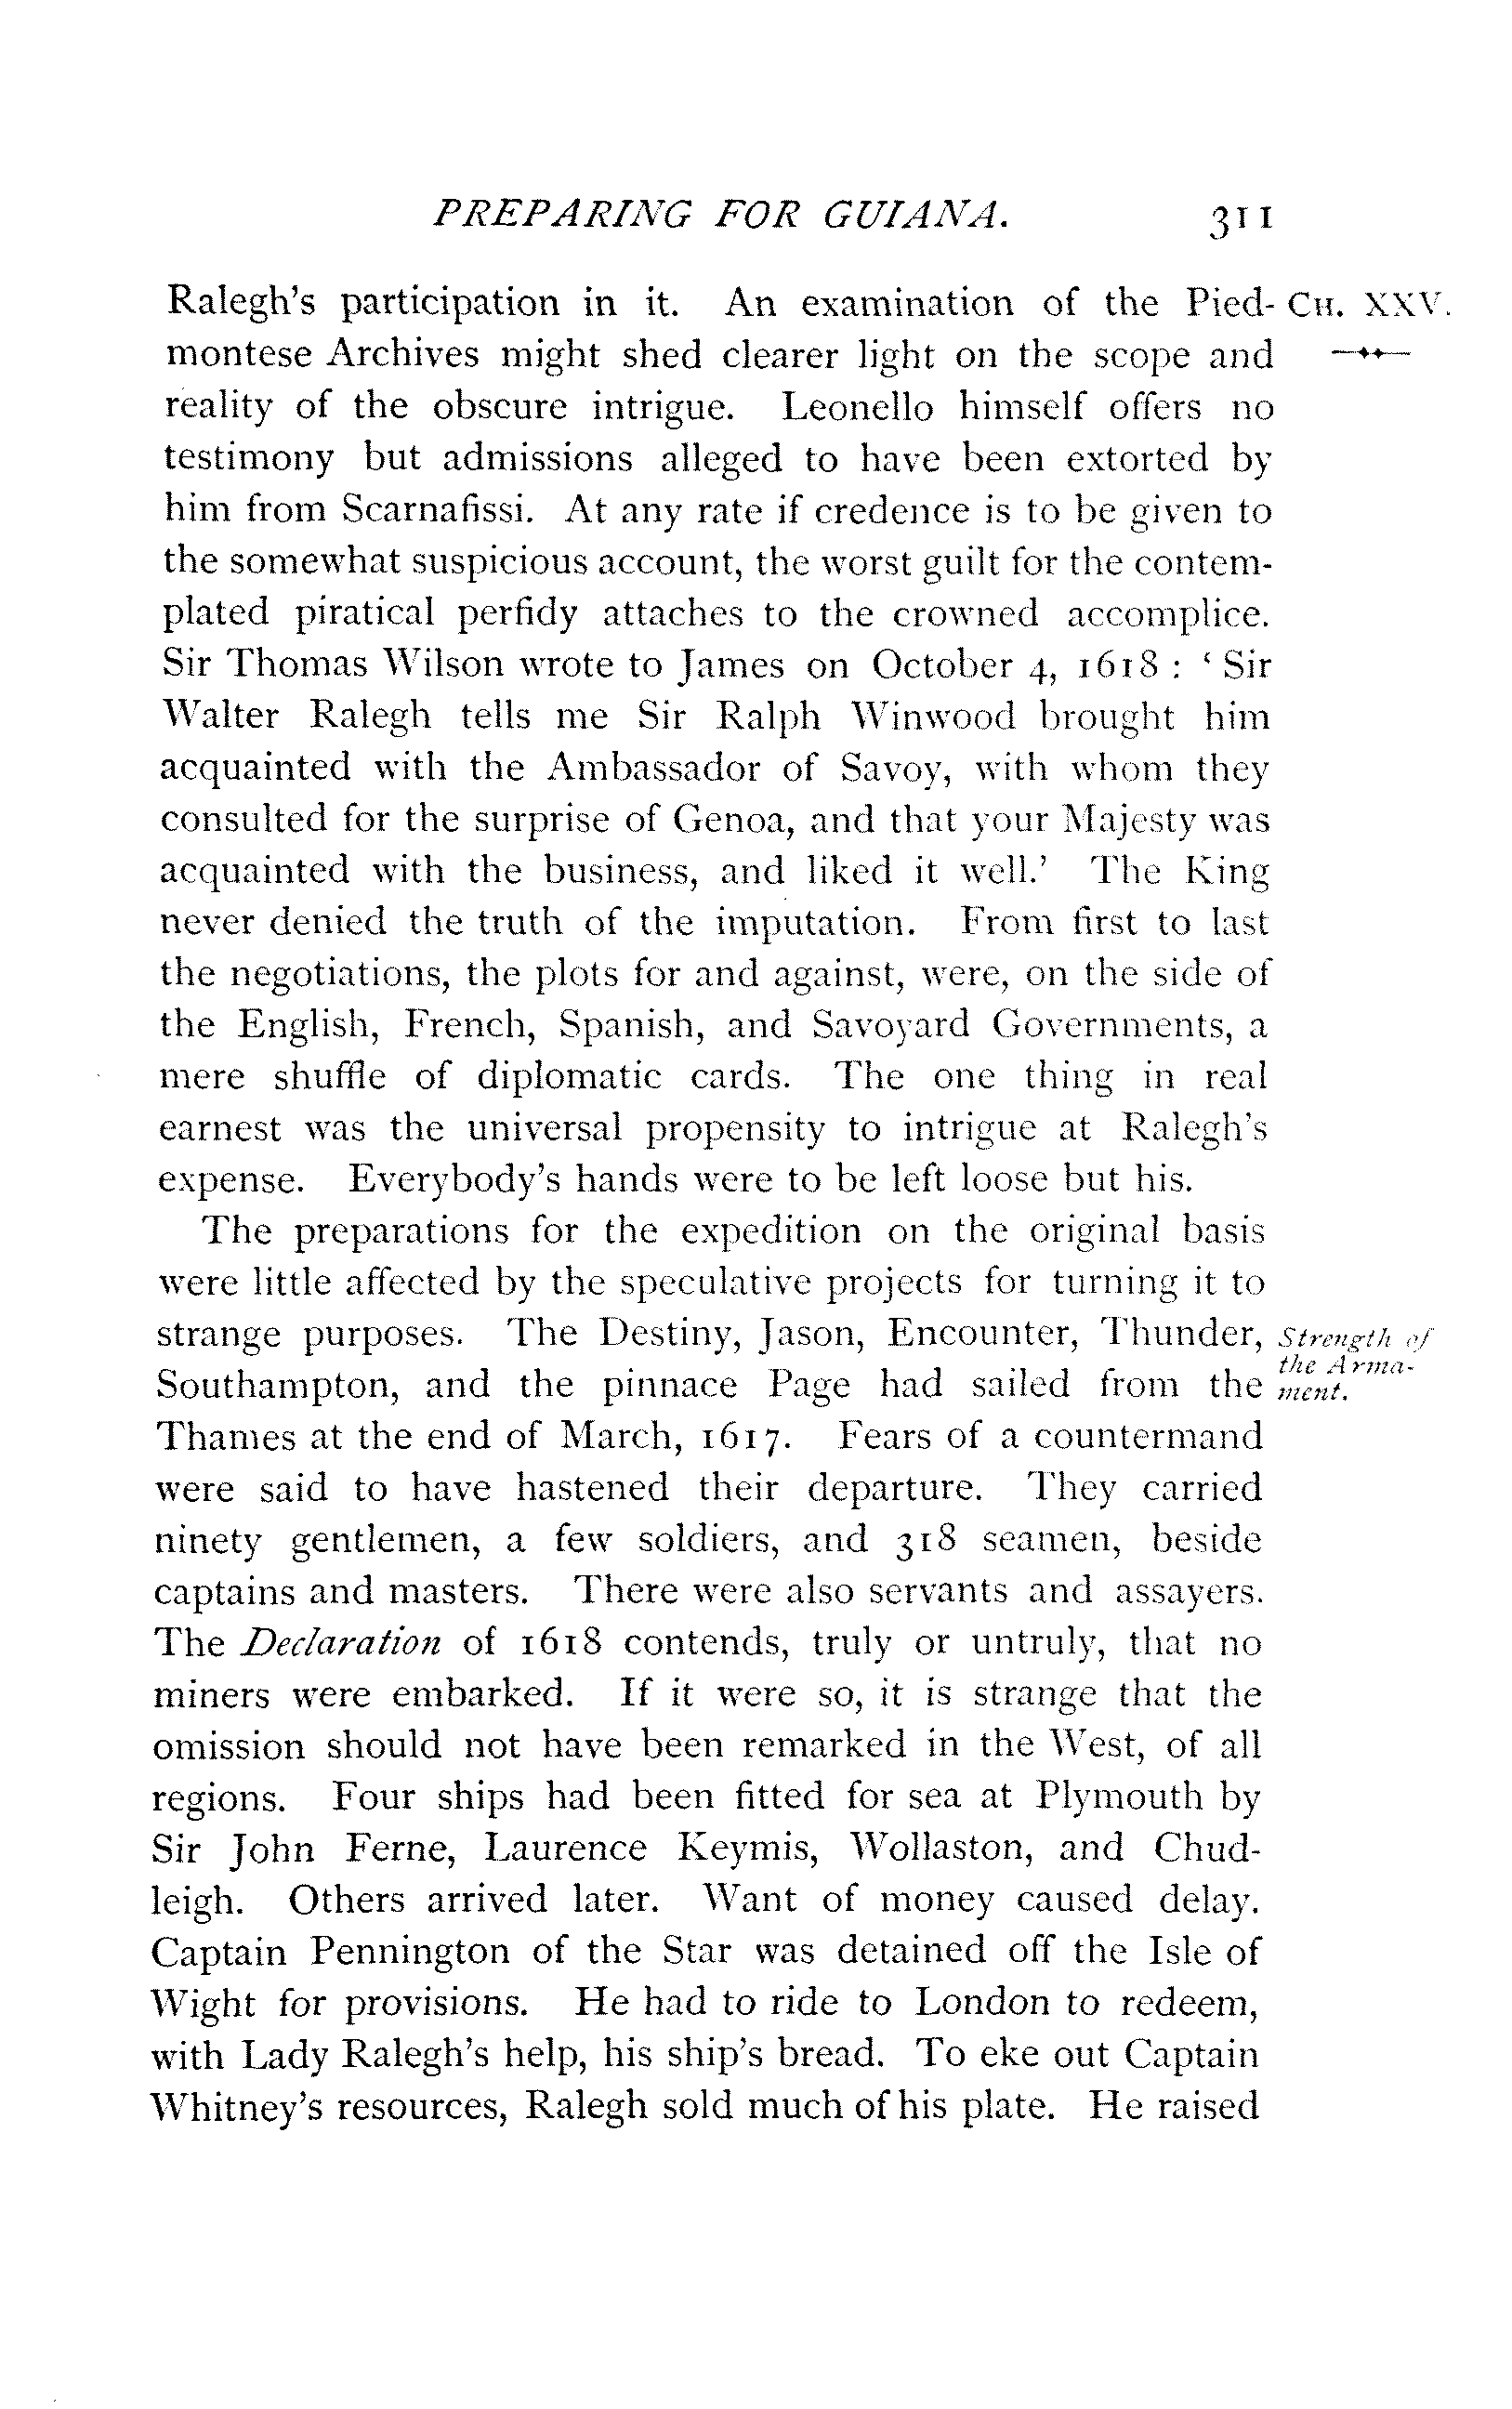 PREPARING FOR GUIANA. 311
Ralegh's participation in it. An examination of the Pied- CH. XXV.
montese Archives might shed clearer light on the scope and
reality of the obscure intrigue. Leonello himself offers no
testimony but admissions alleged to have been extorted by
him from Scarnafissi. At any rate if credence is to be given to
the somewhat suspicious account, the worst guilt for the contem-
plated piratical perfidy attaches to the crowned accomplice.
Sir Thomas Wilson wrote to James on October 4, 1618 : ‘ Sir
Walter Ralegh tells me Sir Ralph Winwood brought him
acquainted with the Ambassador of Savoy, with whom they
consulted for the surprise of Genoa, and that your Majesty was
acquainted with the business, and liked it well.’ The King
never denied the truth of the imputation. From first to last
the negotiations, the plots for and against, were, on the side of
the English, French, Spanish, and Savoyard Governments, a
mere shuffle of diplomatic cards. The one thing in real
earnest was the universal propensity to intrigue at Ralegh's
expense. Everybody's hands were to be left loose but his.
The preparations for the expedition on the original basis
were little affected by the speculative projects for turning it to
strange purposes. The Destiny, Jason, Encounter, Thunder,
Southampton, and the pinnace Page had sailed from the
Strength of
the Arma-
ment.
Thames at the end of March, 1617. Fears of a countermand
were said to have hastened their departure. They carried
ninety gentlemen, a few soldiers, and 318 seamen, beside
captains and masters. There were also servants and assayers.
The Declaration of 1618 contends, truly or untruly, that no
miners were embarked. If it were so, it is strange that the
omission should not have been remarked in the West, of all
regions. Four ships had been fitted for sea at Plymouth by
Sir John Ferne, Laurence Keymis, Wollaston, and Chud-
leigh. Others arrived later. Want of money caused delay.
Captain Pennington of the Star was detained off the Isle of
Wight for provisions. He had to ride to London to redeem,
with Lady Ralegh's help, his ship's bread. To eke out Captain
Whitney's resources, Ralegh sold much of his plate. He raised